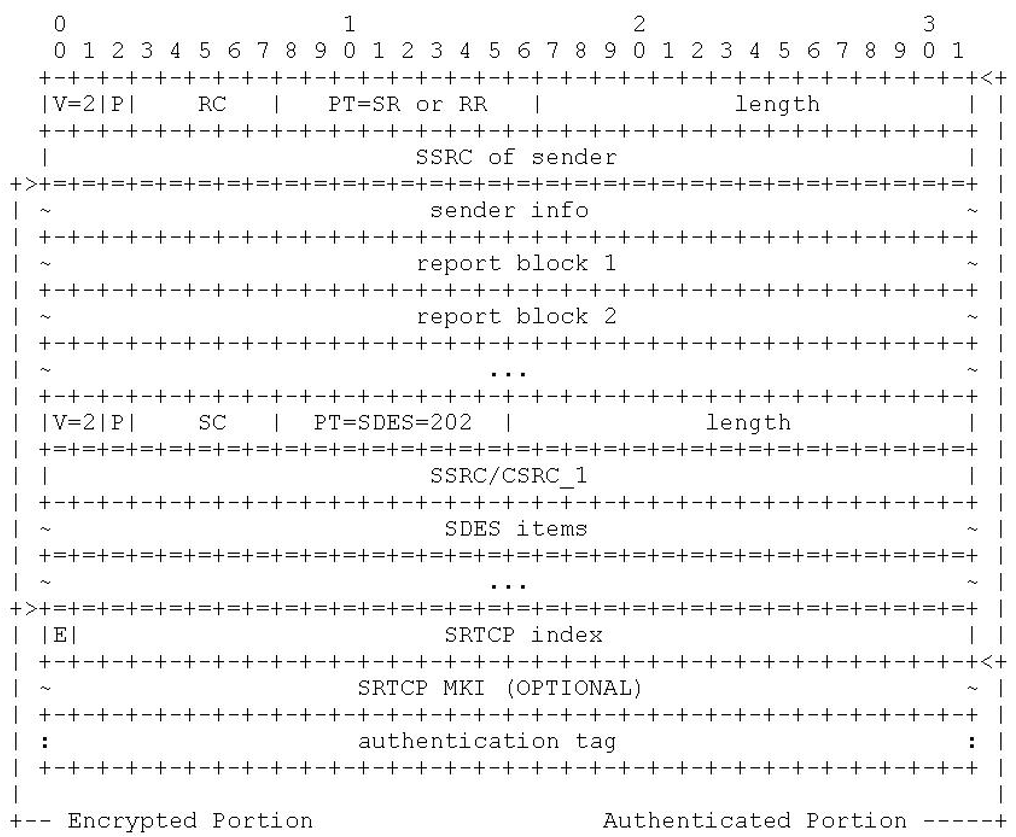 0                   1                   2                   3
 0 1 2 3 4 5 6 7 8 9 0 1 2 3 4 5 6 7 8 9 0 1 2 3 4 5 6 7 8 9 0 1
  +-+-+-+-+-+-+-+-+-+-+-+-+-+-+-+-+-+-+-+-+-+-+-+-+-+-+-+-+-+-+-+-+<+
  |V=2|P|    RC   |   PT=SR or RR   |             length          | |
  +-+-+-+-+-+-+-+-+-+-+-+-+-+-+-+-+-+-+-+-+-+-+-+-+-+-+-+-+-+-+-+-+ |
  |                         SSRC of sender                        | |
+>+=+=+=+=+=+=+=+=+=+=+=+=+=+=+=+=+=+=+=+=+=+=+=+=+=+=+=+=+=+=+=+=+ |
| ~                          sender info                          ~ |
| +-+-+-+-+-+-+-+-+-+-+-+-+-+-+-+-+-+-+-+-+-+-+-+-+-+-+-+-+-+-+-+-+ |
| ~                         report block 1                        ~ |
| +-+-+-+-+-+-+-+-+-+-+-+-+-+-+-+-+-+-+-+-+-+-+-+-+-+-+-+-+-+-+-+-+ |
| ~                         report block 2                        ~ |
| +-+-+-+-+-+-+-+-+-+-+-+-+-+-+-+-+-+-+-+-+-+-+-+-+-+-+-+-+-+-+-+-+ |
| ~                              ...                              ~ |
| +-+-+-+-+-+-+-+-+-+-+-+-+-+-+-+-+-+-+-+-+-+-+-+-+-+-+-+-+-+-+-+-+ |
| |V=2|P|    SC   |  PT=SDES=202  |             length            | |
| +=+=+=+=+=+=+=+=+=+=+=+=+=+=+=+=+=+=+=+=+=+=+=+=+=+=+=+=+=+=+=+=+ |
| |                          SSRC/CSRC_1                          | |
| +-+-+-+-+-+-+-+-+-+-+-+-+-+-+-+-+-+-+-+-+-+-+-+-+-+-+-+-+-+-+-+-+ |
| ~                           SDES items                          ~ |
| +=+=+=+=+=+=+=+=+=+=+=+=+=+=+=+=+=+=+=+=+=+=+=+=+=+=+=+=+=+=+=+=+ |
| ~                              ...                              ~ |
+>+=+=+=+=+=+=+=+=+=+=+=+=+=+=+=+=+=+=+=+=+=+=+=+=+=+=+=+=+=+=+=+=+ |
| |E|                         SRTCP index                         | |
| +-+-+-+-+-+-+-+-+-+-+-+-+-+-+-+-+-+-+-+-+-+-+-+-+-+-+-+-+-+-+-+-+<+
| ~                     SRTCP MKI (OPTIONAL)                      ~ |
| +-+-+-+-+-+-+-+-+-+-+-+-+-+-+-+-+-+-+-+-+-+-+-+-+-+-+-+-+-+-+-+-+ |
| :                     authentication tag                        : |
| +-+-+-+-+-+-+-+-+-+-+-+-+-+-+-+-+-+-+-+-+-+-+-+-+-+-+-+-+-+-+-+-+ |
|                                                                   |
+-- Encrypted Portion                    Authenticated Portion -----+